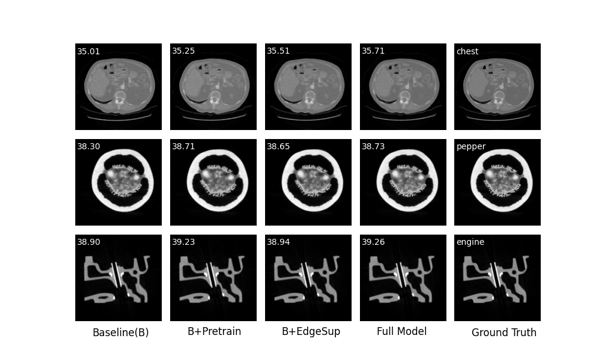 35.01 35.25 35.51 35.71 chest
38.30 38.71 38.65 38.73 pepper
38.90 39.23 38.94 39.26 engine
Baseline(B) B+Pretrain B+EdgeSup Full Model Ground Truth